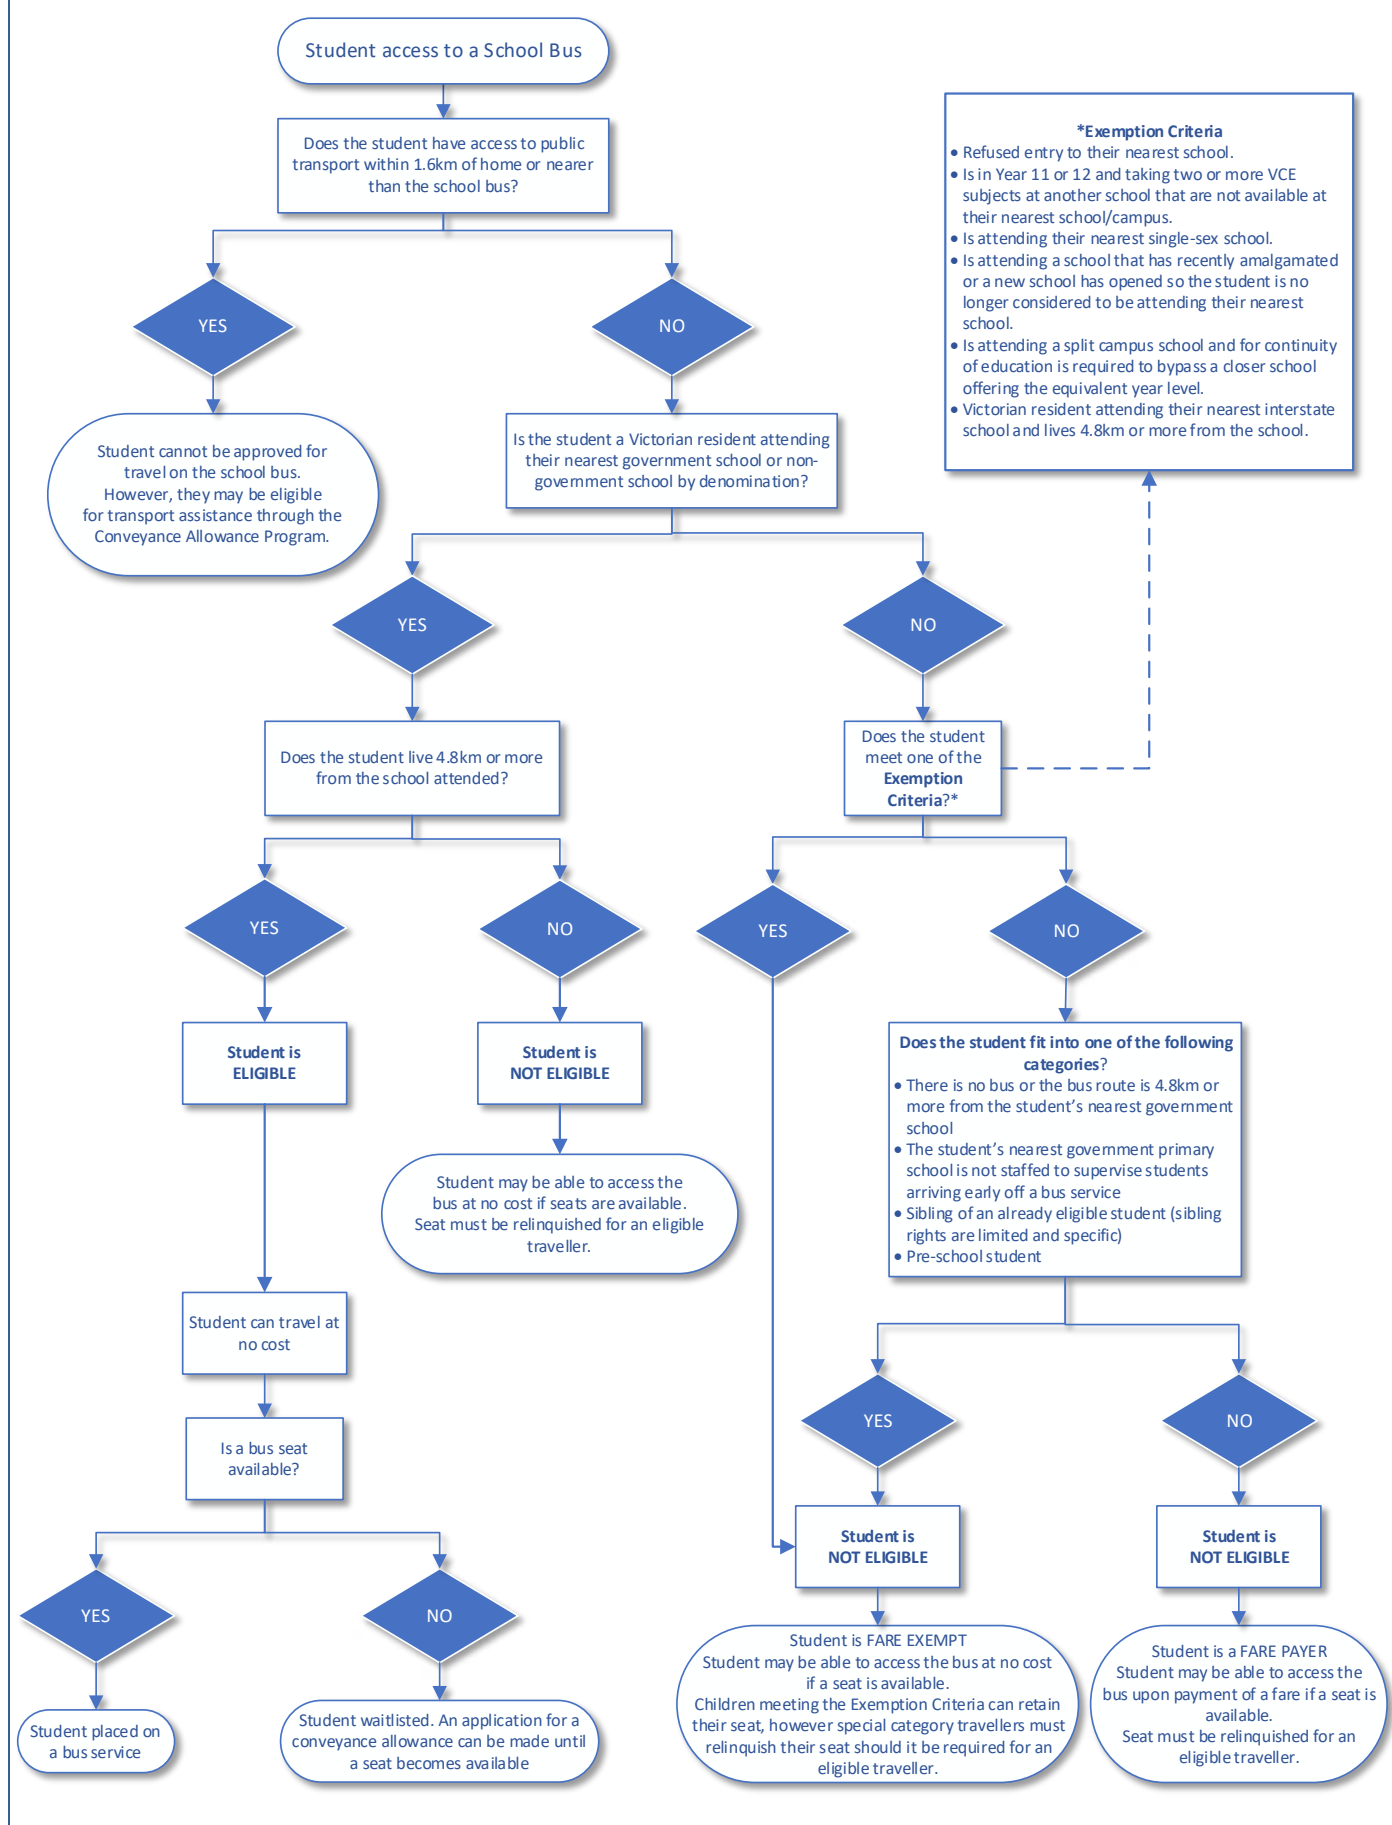 Student access to a School Bus
Does the student have access to public
transport within 1.6km of home or nearer
than the school bus?
*Exemption Criteria
• Refused entry to their nearest school.
• Is in Year 11 or 12 and taking two or more VCE
subjects at another school that are not available at
their nearest school/campus.
• Is attending their nearest single-sex school.
• Is attending a school that has recently amalgamated
or a new school has opened so the student is no
longer considered to be attending their nearest
school.
• Is attending a split campus school and for continuity
of education is required to bypass a closer school
offering the equivalent year level.
• Victorian resident attending their nearest interstate
school and lives 4.8km or more from the school.
YES
NO
Student cannot be approved for
travel on the school bus.
However, they may be eligible
for transport assistance through the
Conveyance Allowance Program.
Is the student a Victorian resident attending
their nearest government school or non-
government school by denomination?
YES
NO
Does the student live 4.8km or more
from the school attended?
Does the student
meet one of the
Exemption
Criteria?*
YES
NO
YES
NO
Student is
ELIGIBLE
Student is
NOT ELIGIBLE
Does the student fit into one of the following
categories?
• There is no bus or the bus route is 4.8km or
more from the student's nearest government
school
• The student's nearest government primary
school is not staffed to supervise students
arriving early off a bus service
• Sibling of an already eligible student (sibling
rights are limited and specific)
• Pre-school student
Student may be able to access the
bus at no cost if seats are available.
Seat must be relinquished for an eligible
traveller.
Student can travel at
no cost
YES
NO
Is a bus seat
available?
Student is
NOT ELIGIBLE
Student is
NOT ELIGIBLE
YES
NO
Student is FARE EXEMPT
Student may be able to access the bus at no cost
if a seat is available.
Children meeting the Exemption Criteria can retain
their seat, however special category travellers must
relinquish their seat should it be required for an
eligible traveller.
Student is a FARE PAYER
Student may be able to access the
bus upon payment of a fare if a seat is
available.
Seat must be relinquished for an
eligible traveller.
Student placed on
a bus service
Student waitlisted. An application for a
conveyance allowance can be made until
a seat becomes available